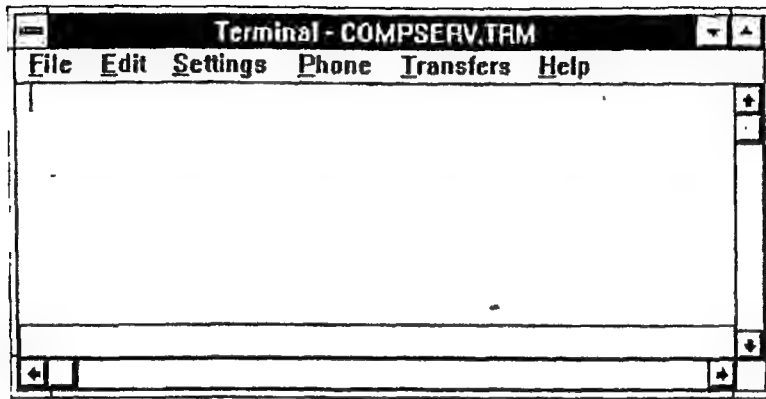 Terminal - COMPSERV.TRM
File Edit Settings Phone Transfers Help